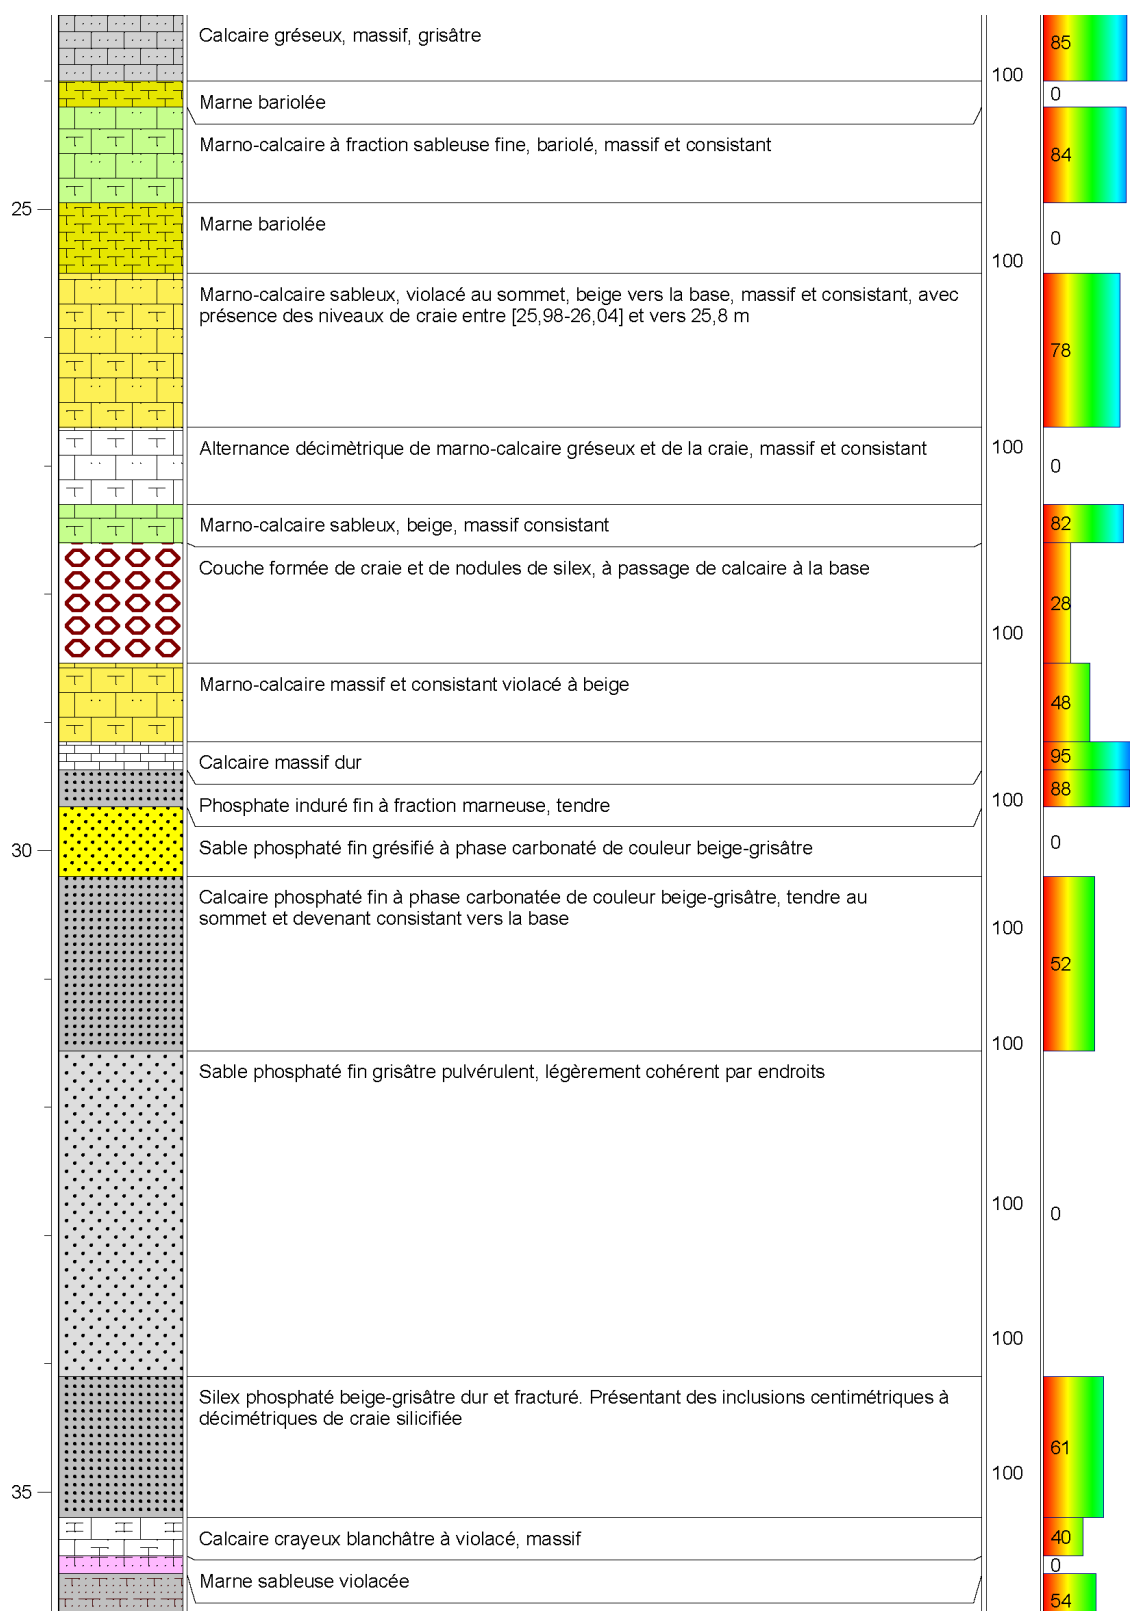 Calcaire gréseux, massif, grisâtre
85
100
0
Marne bariolée
Marno-calcaire à fraction sableuse fine, bariolé, massif et consistant
84
25
Marne bariolée
0
100
Marno-calcaire sableux, violacé au sommet, beige vers la base, massif et consistant, avec
présence des niveaux de craie entre [25,98-26,04] et vers 25,8 m
78
Alternance décimètrique de marno-calcaire gréseux et de la craie, massif et consistant
100
0
Marno-calcaire sableux, beige, massif consistant
82
Couche formée de craie et de nodules de silex, à passage de calcaire à la base
28
100
Marno-calcaire massif et consistant violacé à beige
48
Calcaire massif dur
95
88
100
Phosphate induré fin à fraction marneuse, tendre
30
Sable phosphaté fin grésifié à phase carbonaté de couleur beige-grisâtre
0
Calcaire phosphaté fin à phase carbonatée de couleur beige-grisâtre, tendre au
sommet et devenant consistant vers la base
100
52
100
Sable phosphaté fin grisâtre pulvérulent, légèrement cohérent par endroits
100
0
100
Silex phosphaté beige-grisâtre dur et fracturé. Présentant des inclusions centimétriques à
décimétriques de craie silicifiée
61
100
35
Calcaire crayeux blanchâtre à violacé, massif
40
0
Marne sableuse violacée
54